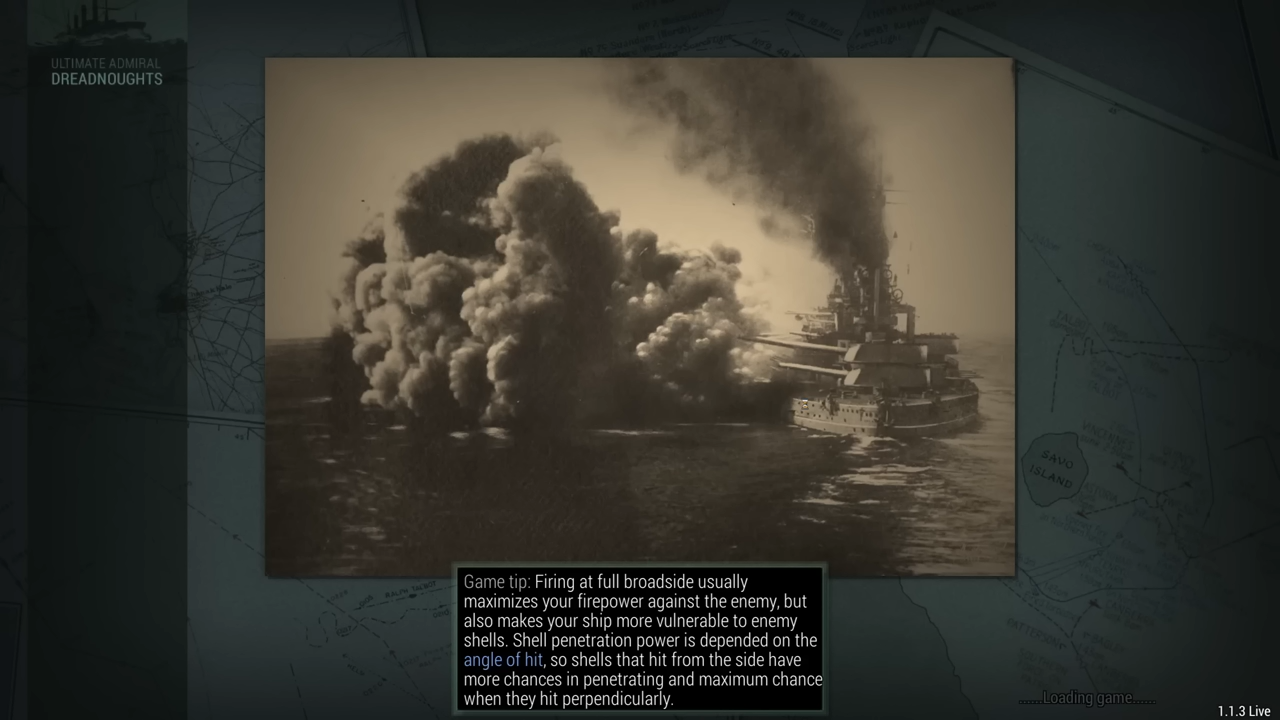 ULTIMATE ADMIRAL
DREADNOUGHTS
SAVO
ISLAND
Game tip: Firing at full broadside usually
maximizes your firepower against the enemy, but
also makes your ship more vulnerable to enemy
shells. Shell penetration power is depended on the
angle of hit, so shells that hit from the side have
more chances in penetrating and maximum chance
when they hit perpendicularly.
......Loading game......
1.1.3 Live